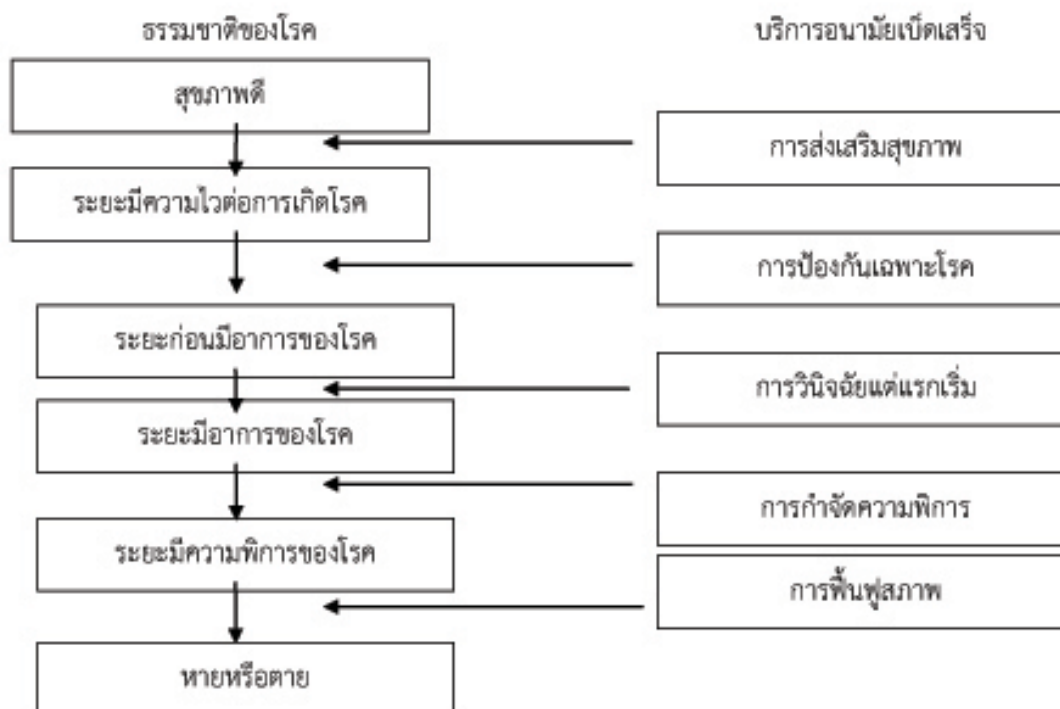 ธรรมชาติของโรค
บริการอนามัยเบ็ดเสร็จ
สุขภาพดี
การส่งเสริมสุขภาพ
ระยะมีความไวต่อการเกิดโรค
การป้องกันเฉพาะโรค
ระยะก่อนมีอาการของโรค
การวินิจฉัยแต่แรกเริ่ม
ระยะมีอาการของโรค
การกำจัดความพิการ
ระยะมีความพิการของโรค
การฟื้นฟูสภาพ
หายหรือตาย